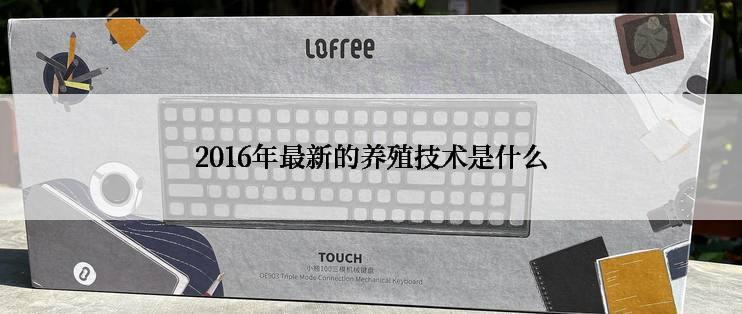 LOFREE
2016年最新的养殖技术是什么
TOUCH
小翘100三模机械键盘
OE903 Triple Mode Connection Mechanical Keyboard